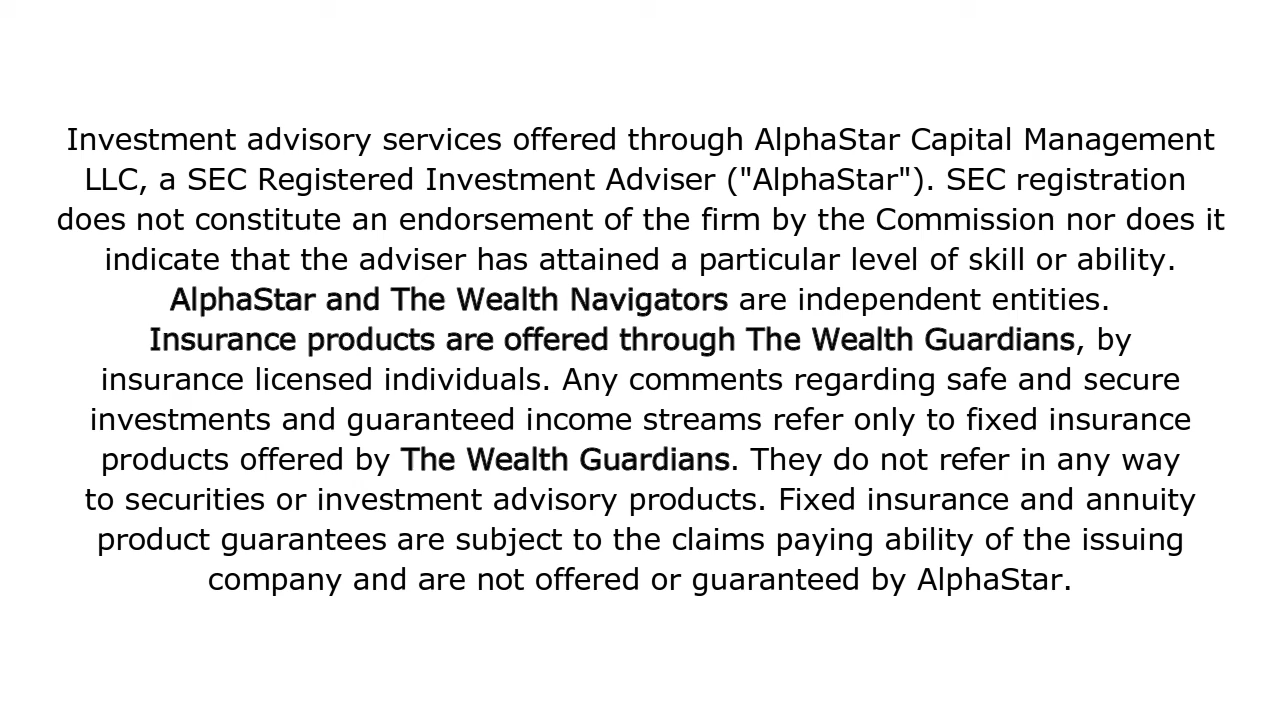 Investment advisory services offered through AlphaStar Capital Management
LLC, a SEC Registered Investment Adviser ("AlphaStar"). SEC registration
does not constitute an endorsement of the firm by the Commission nor does it
indicate that the adviser has attained a particular level of skill or ability.
AlphaStar and The Wealth Navigators are independent entities.
Insurance products are offered through The Wealth Guardians, by
insurance licensed individuals. Any comments regarding safe and secure
investments and guaranteed income streams refer only to fixed insurance
products offered by The Wealth Guardians. They do not refer in any way
to securities or investment advisory products. Fixed insurance and annuity
product guarantees are subject to the claims paying ability of the issuing
company and are not offered or guaranteed by AlphaStar.